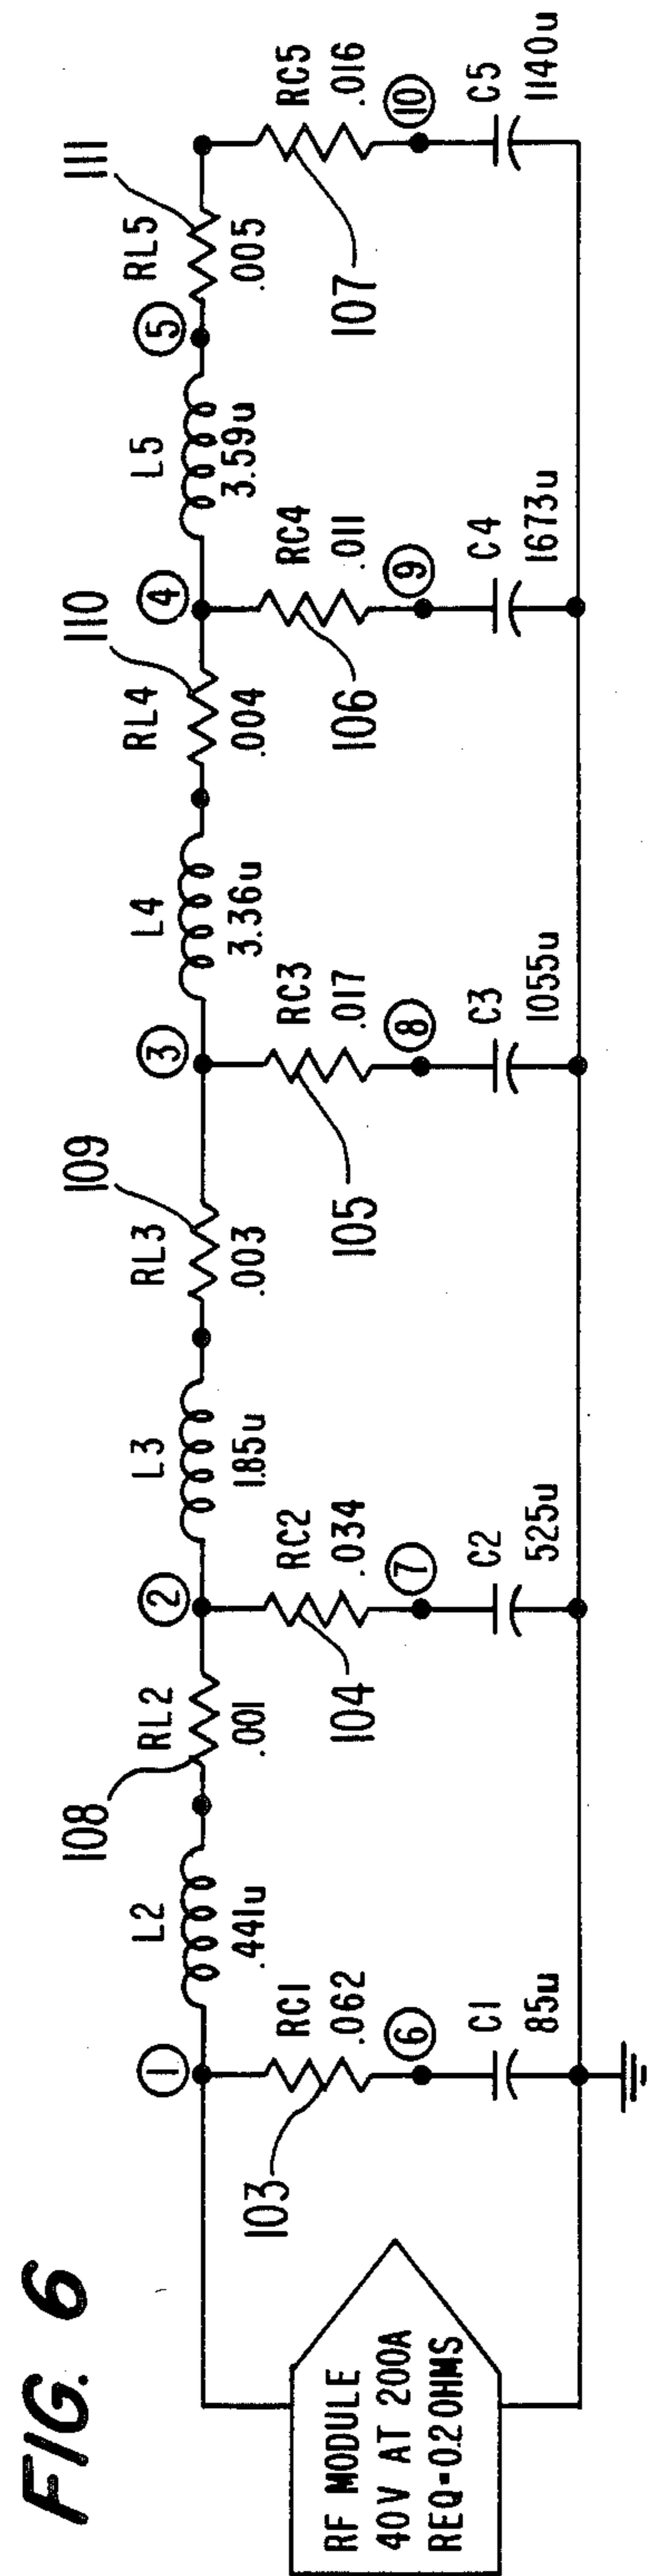 FIG. 6
RF MODULE
40V AT 200A
REQ=0.2 OHMS
1
103
RC1
.062
6
C1
85u
L2
.441u
108
RL2
.001
2
104
RC2
.034
7
C2
525u
L3
1.85u
109
RL3
.003
3
105
RC3
.017
8
C3
1055u
L4
3.36u
110
RL4
.004
4
106
RC4
.011
9
C4
1673u
L5
3.59u
5
111
RL5
.005
107
RC5
.016
10
C5
1140u